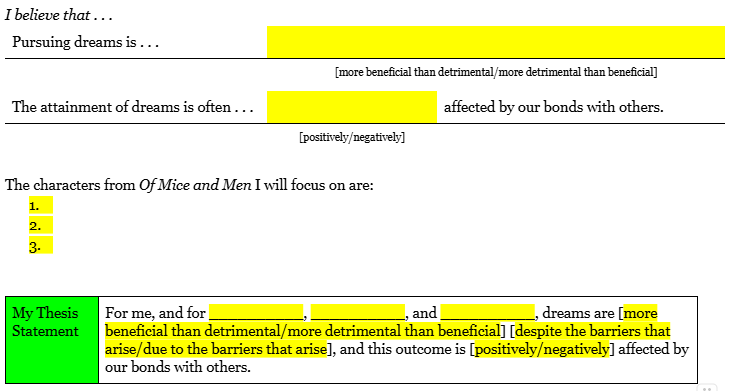 I believe that . . .
Pursuing dreams is . . .
[more beneficial than detrimental/more detrimental than beneficial]
The attainment of dreams is often . . . affected by our bonds with others.
[positively/negatively]
The characters from Of Mice and Men I will focus on are:
1.
2.
3.
My Thesis
Statement
For me, and for ____________, ____________, and ____________, dreams are [more
beneficial than detrimental/more detrimental than beneficial] [despite the barriers that
arise/due to the barriers that arise], and this outcome is [positively/negatively] affected by
our bonds with others.